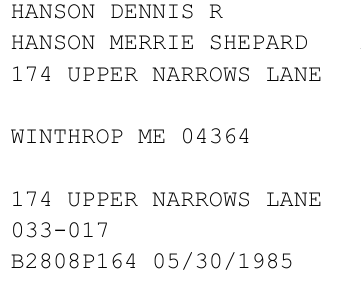 HANSON DENNIS R
HANSON MERRIE SHEPARD
174 UPPER NARROWS LANE
WINTHROP ME 04364
174 UPPER NARROWS LANE
033-017
B2808P164 05/30/1985